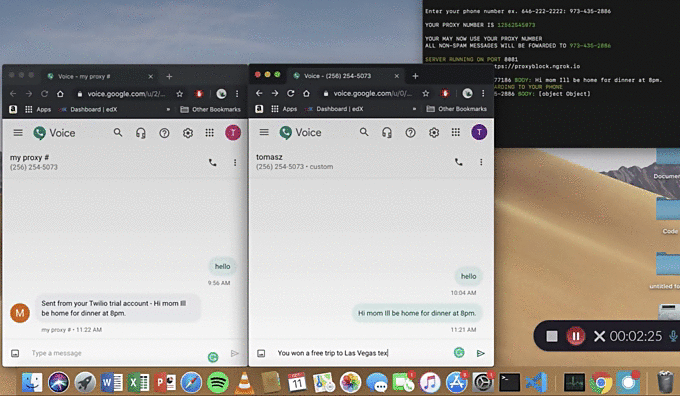 Enter your phone number ex. 646-222-2222: 973-435-2886
YOUR PROXY NUMBER IS 12562545073
YOU MAY NOW USE YOUR PROXY NUMBER
ALL NON-SPAM MESSAGES WILL BE FOWARDED TO 973-435-2886
SERVER RUNNING ON PORT 8081
ttps://proxyblock.ngrok.io
77186 BODY: Hi mom Ill be home for dinner at 8pm.
ARDING TO YOUR PHONE
5-2886 BODY: [object Object]
Voice - my proxy #
voice.google.com/u/2/...
Apps
Dashboard | edX
Other Bookmarks
Voice
T
my proxy #
(256) 254-5073
hello
9:56 AM
M
Sent from your Twilio trial account - Hi mom Ill
be home for dinner at 8pm.
my proxy # • 11:22 AM
Type a message
Voice - (256) 254-5073
voice.google.com/u/0/...
Apps
Dashboard | edX
Other Bookmarks
Voice
T
tomasz
(256) 254-5073 • custom
hello
10:04 AM
Hi mom Ill be home for dinner at 8pm.
11:21 AM
You won a free trip to Las Vegas tex
Documen
Code
untitled fo
00:02:25
11